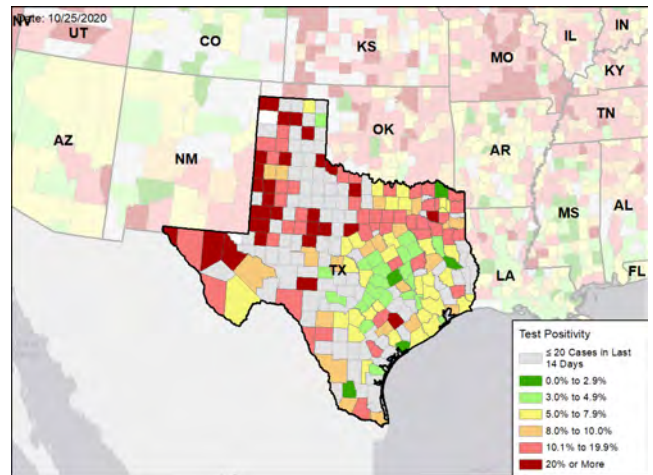 Date: 10/25/2020
NV
UT
CO
KS
MO
IL
IN
KY
TN
AZ
NM
OK
AR
MS
AL
TX
LA
FL
Test Positivity
≤ 20 Cases in Last
14 Days
0.0% to 2.9%
3.0% to 4.9%
5.0% to 7.9%
8.0% to 10.0%
10.1% to 19.9%
20% or More